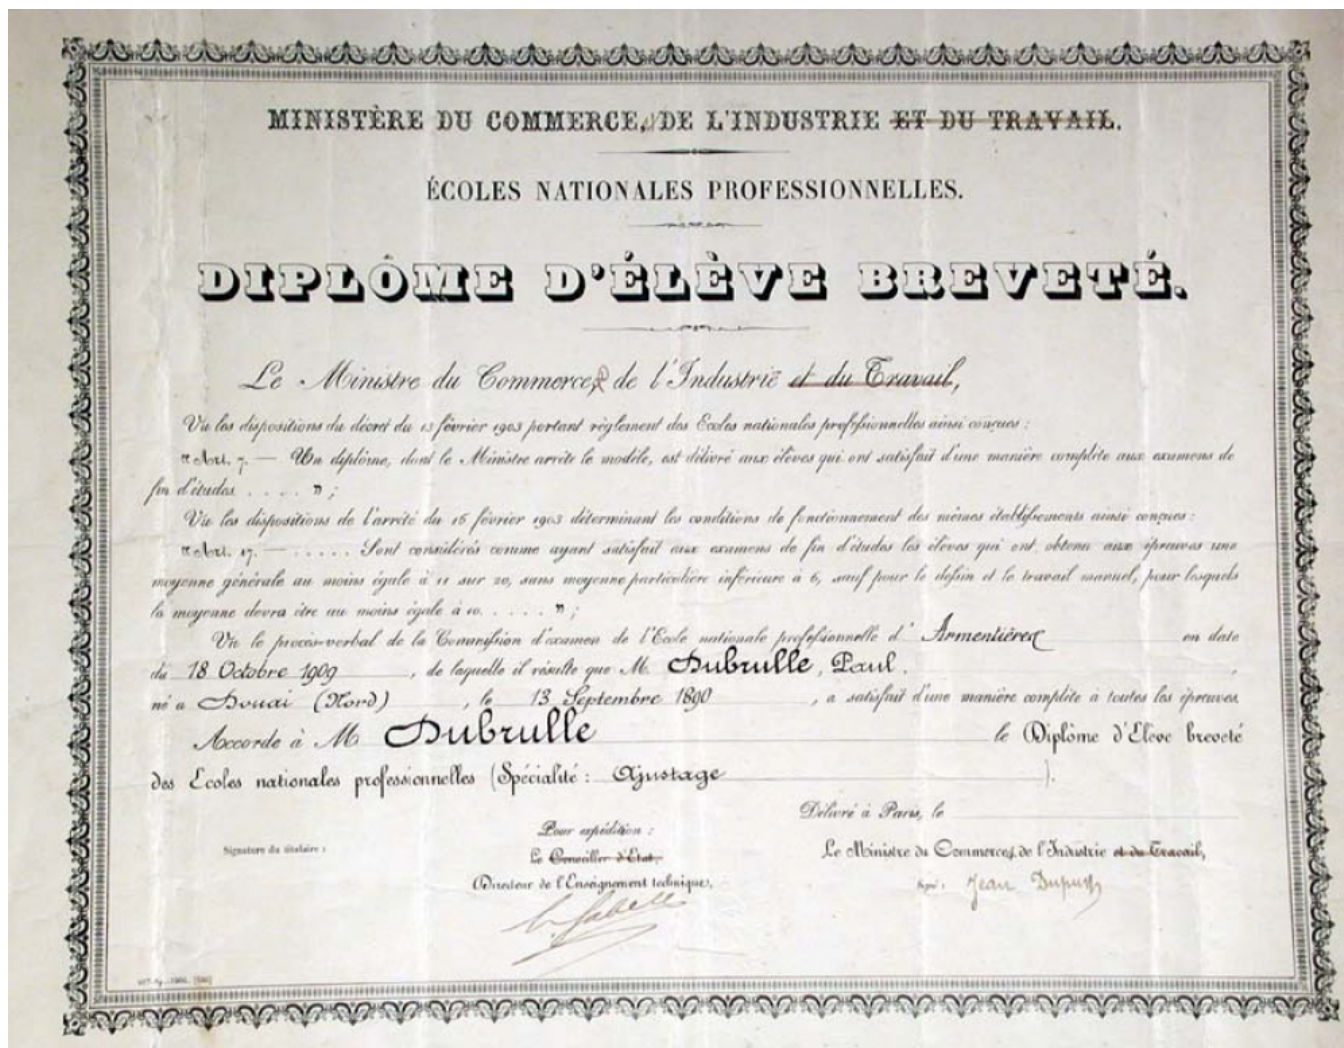 MINISTÈRE DU COMMERCE, & DE L'INDUSTRIE ET DU TRAVAIL.
ÉCOLES NATIONALES PROFESSIONNELLES.
DIPLÔME D'ÉLÈVE BREVETÉ.
Le Ministre du Commerce, & de l'Industrie et du Travail,
Vu les dispositions du décret du 13 février 1903 portant règlement des Écoles nationales professionnelles ainsi conçues :
« Art. 7. — Un diplôme, dont le Ministre arrête le modèle, est délivré aux élèves qui ont satisfait d'une manière complète aux examens de
fin d'études . . . . » ;
Vu les dispositions de l'arrêté du 16 février 1903 déterminant les conditions de fonctionnement des mêmes établissements ainsi conçues :
« Art. 17. — . . . . . Sont considérés comme ayant satisfait aux examens de fin d'études les élèves qui ont obtenu aux épreuves une
moyenne générale au moins égale à 11 sur 20, sans moyenne particulière inférieure à 6, sauf pour le dessin et le travail manuel, pour lesquels
la moyenne devra être au moins égale à 10. . . . . » ;
Vu le procès-verbal de la Commission d'examen de l'École nationale professionnelle d' Armentières en date
du 18 Octobre 1909, de laquelle il résulte que M. Dubrulle, Paul.,
né à Douai (Nord), le 13 Septembre 1890, a satisfait d'une manière complète à toutes les épreuves.
Accorde à M. Dubrulle le Diplôme d'Élève breveté
des Écoles nationales professionnelles (Spécialité : Ajustage).
Délivré à Paris, le
Pour expédition :
Signature du titulaire :
Le Conseiller d'État,
Le Ministre du Commerce, & de l'Industrie et du Travail,
Directeur de l'Enseignement technique,
Signé : Jean Dupuy